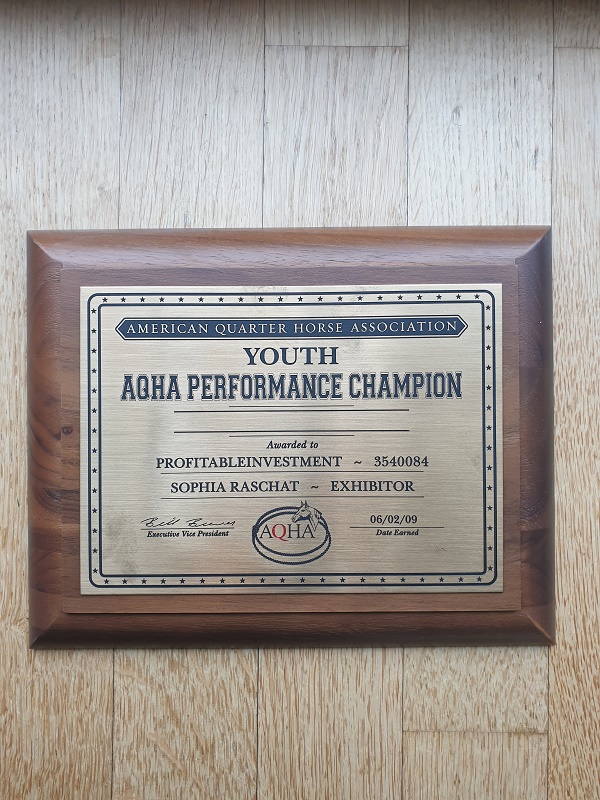 AMERICAN QUARTER HORSE ASSOCIATION
YOUTH
AQHA PERFORMANCE CHAMPION
Awarded to
PROFITABLEINVESTMENT ~ 3540084
SOPHIA RASCHAT ~ EXHIBITOR
Executive Vice President
AQHA
06/02/09
Date Earned